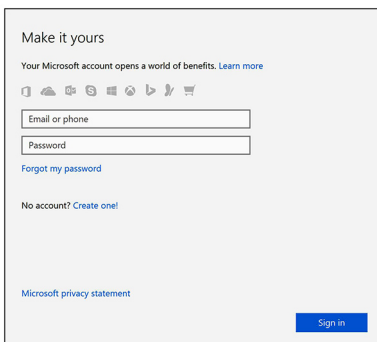 Make it yours
Your Microsoft account opens a world of benefits. Learn more
Email or phone
Password
Forgot my password
No account? Create one!
Microsoft privacy statement
Sign in